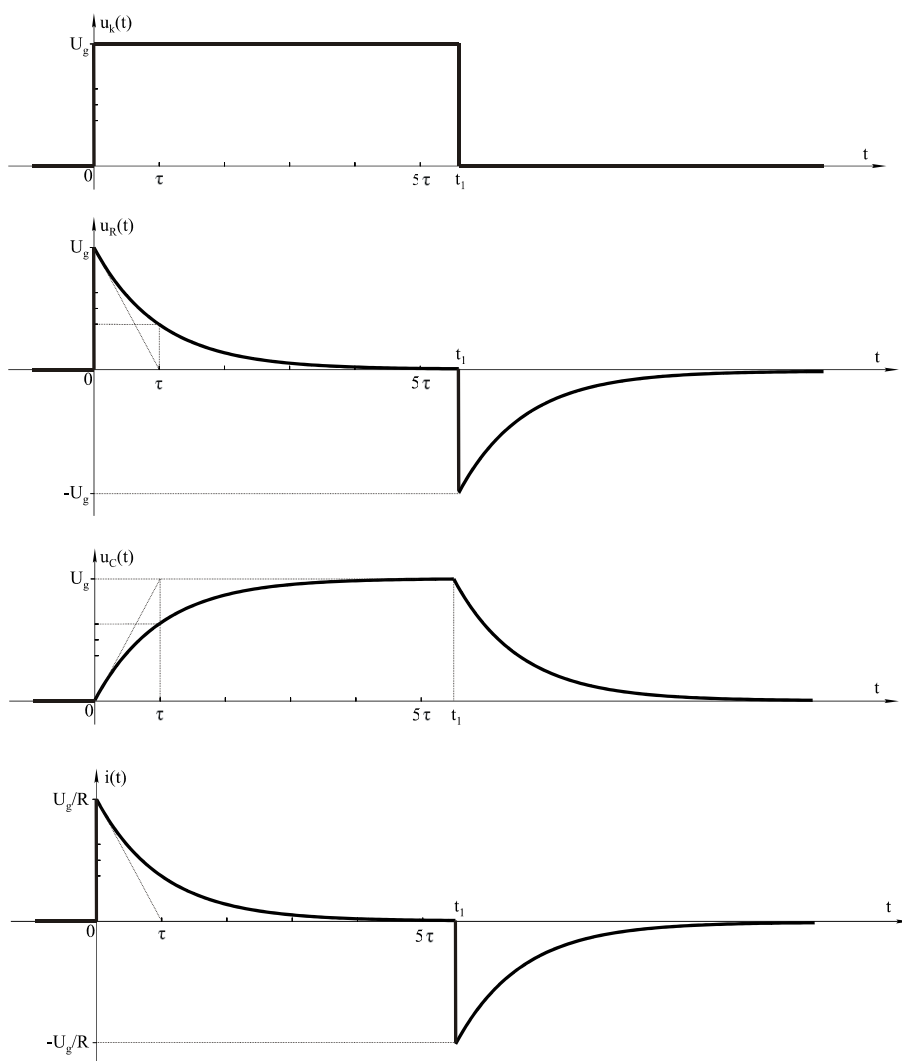 u_k(t)
U_g
0 τ 5τ t_1 t
u_R(t)
U_g
0 τ 5τ t_1 t
-U_g
u_C(t)
U_g
0 τ 5τ t_1 t
i(t)
U_g/R
0 τ 5τ t_1 t
-U_g/R